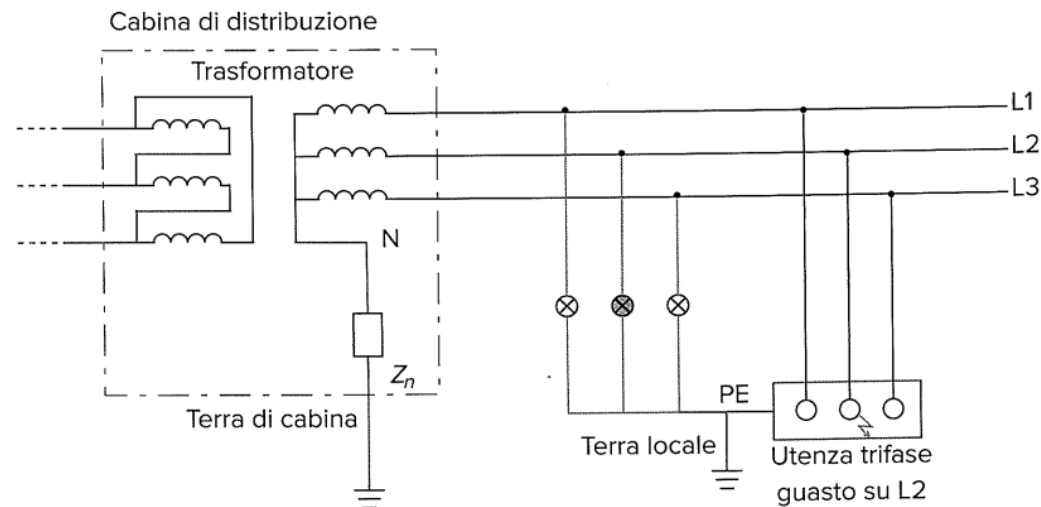 Cabina di distribuzione
Trasformatore
L1
L2
L3
N
Zn
PE
Terra di cabina
Terra locale
Utenza trifase
guasto su L2